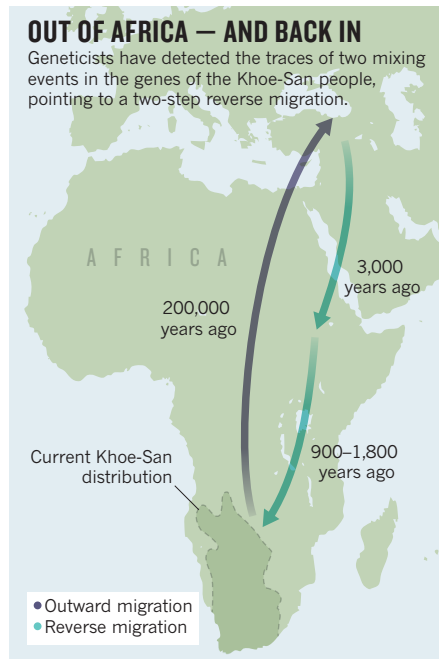 OUT OF AFRICA — AND BACK IN
Geneticists have detected the traces of two mixing
events in the genes of the Khoe-San people,
pointing to a two-step reverse migration.
AFRICA
3,000
years ago
200,000
years ago
900–1,800
years ago
Current Khoe-San
distribution
Outward migration
Reverse migration